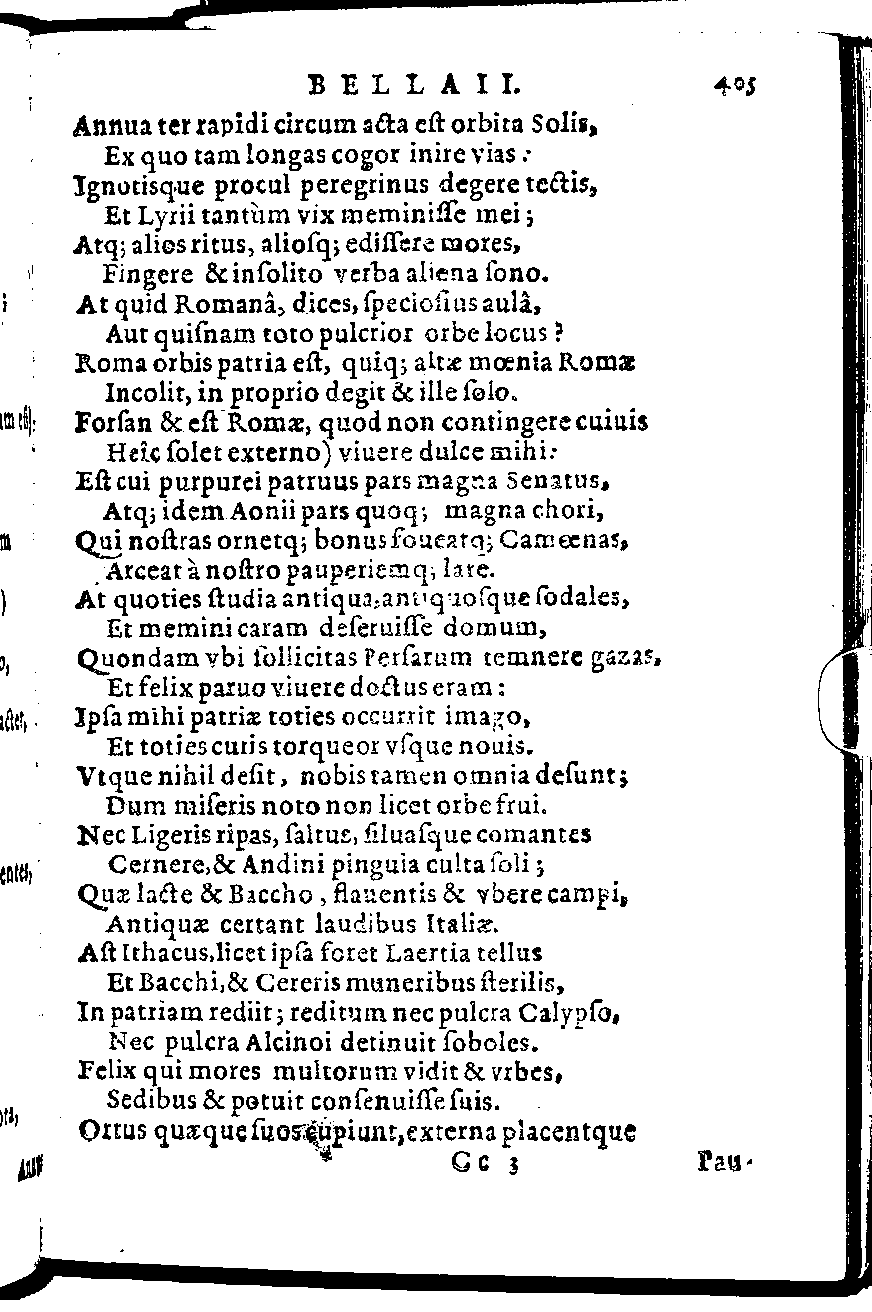 BELLAII. 405
Annua ter rapidi circum acta eſt orbita Solis,
Ex quo tam longas cogor inire vias:
Ignotisque procul peregrinus degere tectis,
Et Lyrii tantùm vix meminiſſe mei;
Atq; alios ritus, alioſq; ediſſere mores,
Fingere & inſolito verba aliena ſono.
At quid Romanâ, dices, ſpecioſius aulâ,
Aut quiſnam toto pulcrior orbe locus?
Roma orbis patria eſt, quiq; altæ mœnia Romæ
Incolit, in proprio degit & ille ſolo.
Forſan & eſt Romæ, quod non contingere cuiuis
Heîc ſolet externo) viuere dulce mihi:
Eſt cui purpurei patruus pars magna Senatus,
Atq; idem Aonii pars quoq; magna chori,
Qui noſtras ornetq; bonus foueatq; Camœnas,
Arceat à noſtro pauperiemq; lare.
At quoties ſtudia antiqua, antiquoſque ſodales,
Et memini caram deſeruiſſe domum,
Quondam vbi ſollicitas Perſarum temnere gazas,
Et felix paruo viuere doctus eram:
Ipſa mihi patriæ toties occurrit imago,
Et toties curis torqueor vſque nouis.
Vtque nihil deſit, nobis tamen omnia deſunt;
Dum miſeris noto non licet orbe frui.
Nec Ligeris ripas, ſaltus, ſiluaſque comantes
Cernere, & Andini pinguia culta ſoli;
Quæ lacte & Baccho, flauentis & vbere campi,
Antiquæ certant laudibus Italiæ.
Aſt Ithacus, licet ipſa foret Laertia tellus
Et Bacchi, & Cereris muneribus ſterilis,
In patriam rediit; reditum nec pulcra Calypſo,
Nec pulcra Alcinoi detinuit ſoboles.
Felix qui mores multorum vidit & vrbes,
Sedibus & potuit conſenuiſſe ſuis.
Ortus quæque ſuos cupiunt, externa placentque
Cc 3 Pau-